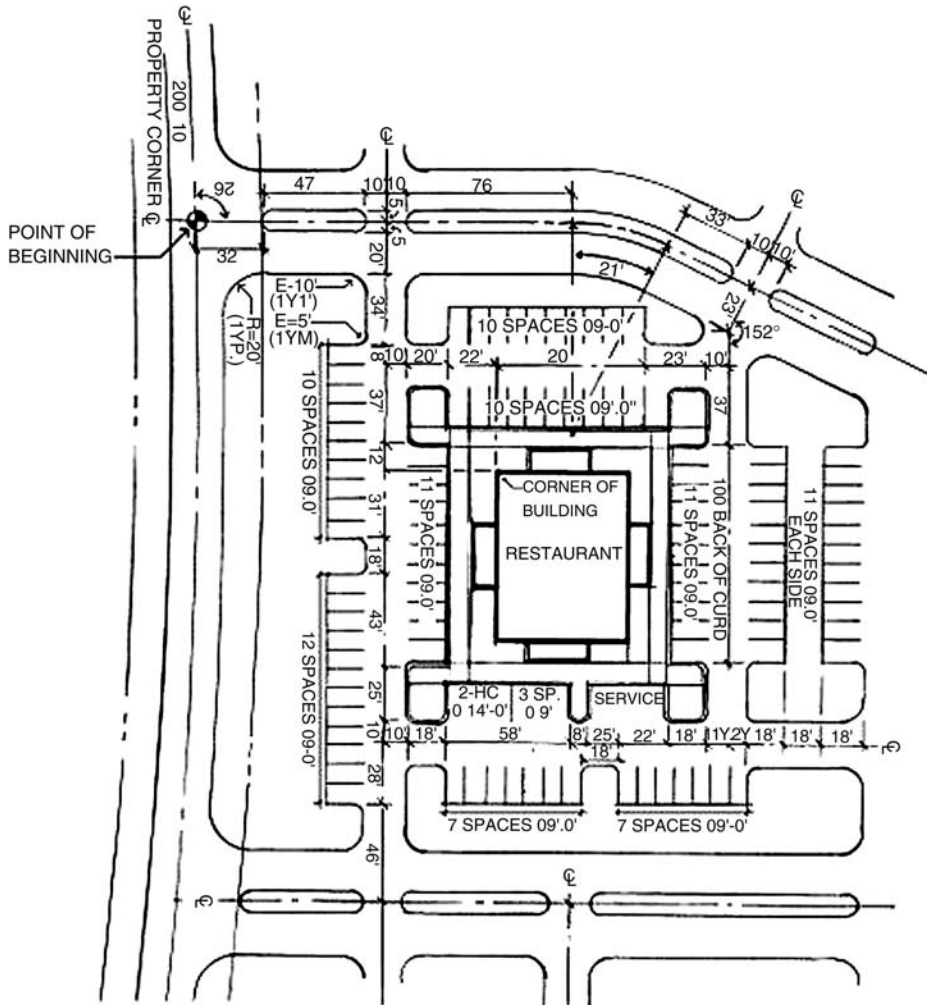 ℄
PROPERTY CORNER
200 10
℄
26
℄
POINT OF
BEGINNING
32
47
10
10
76
5
5
20'
33'
℄
10
10'
21'
23'
152°
E-10'
(1Y1')
E=5'
(1YM)
R=20'
(1YP.)
34'
10 SPACES 09-0'
8
10'
20'
22'
20'
23'
10'
10 SPACES 09.0'
37'
10 SPACES 09'.0"
37
12
CORNER OF
BUILDING
RESTAURANT
31'
11 SPACES 09.0'
11 SPACES 09.0'
100 BACK OF CURD
11 SPACES 09.0'
EACH SIDE
18'
12 SPACES 09-0'
43'
25'
2-HC
0 14'-0'
3 SP.
0 9'
SERVICE
10'
10'
18'
58'
8'
25'
22'
18'
1Y.2Y
18'
18'
18'
℄
18'
28'
7 SPACES 09'.0'
7 SPACES 09'-0'
46'
℄
℄